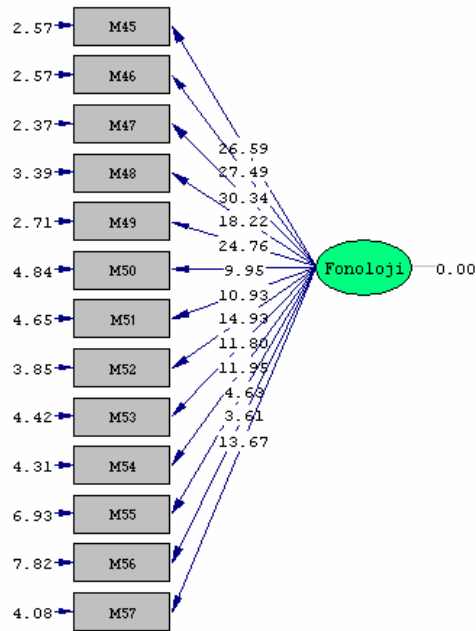 2.57 M45
2.57 M46
2.37 M47
26.59
3.39 M48
27.49
30.34
2.71 M49
18.22
24.76
4.84 M50
9.95
Fonoloji
0.00
4.65 M51
10.93
14.93
3.85 M52
11.80
11.95
4.42 M53
4.63
3.61
4.31 M54
13.67
6.93 M55
7.82 M56
4.08 M57